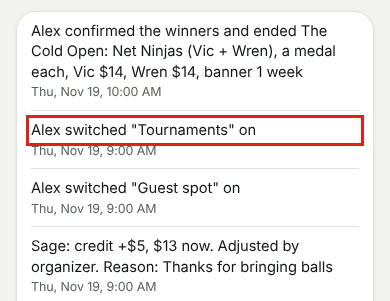 Alex confirmed the winners and ended The
Cold Open: Net Ninjas (Vic + Wren), a medal
each, Vic $14, Wren $14, banner 1 week
Thu, Nov 19, 10:00 AM
Alex switched "Tournaments" on
Thu, Nov 19, 9:00 AM
Alex switched "Guest spot" on
Thu, Nov 19, 9:00 AM
Sage: credit +$5, $13 now. Adjusted by
organizer. Reason: Thanks for bringing balls
Thu, Nov 19, 9:00 AM